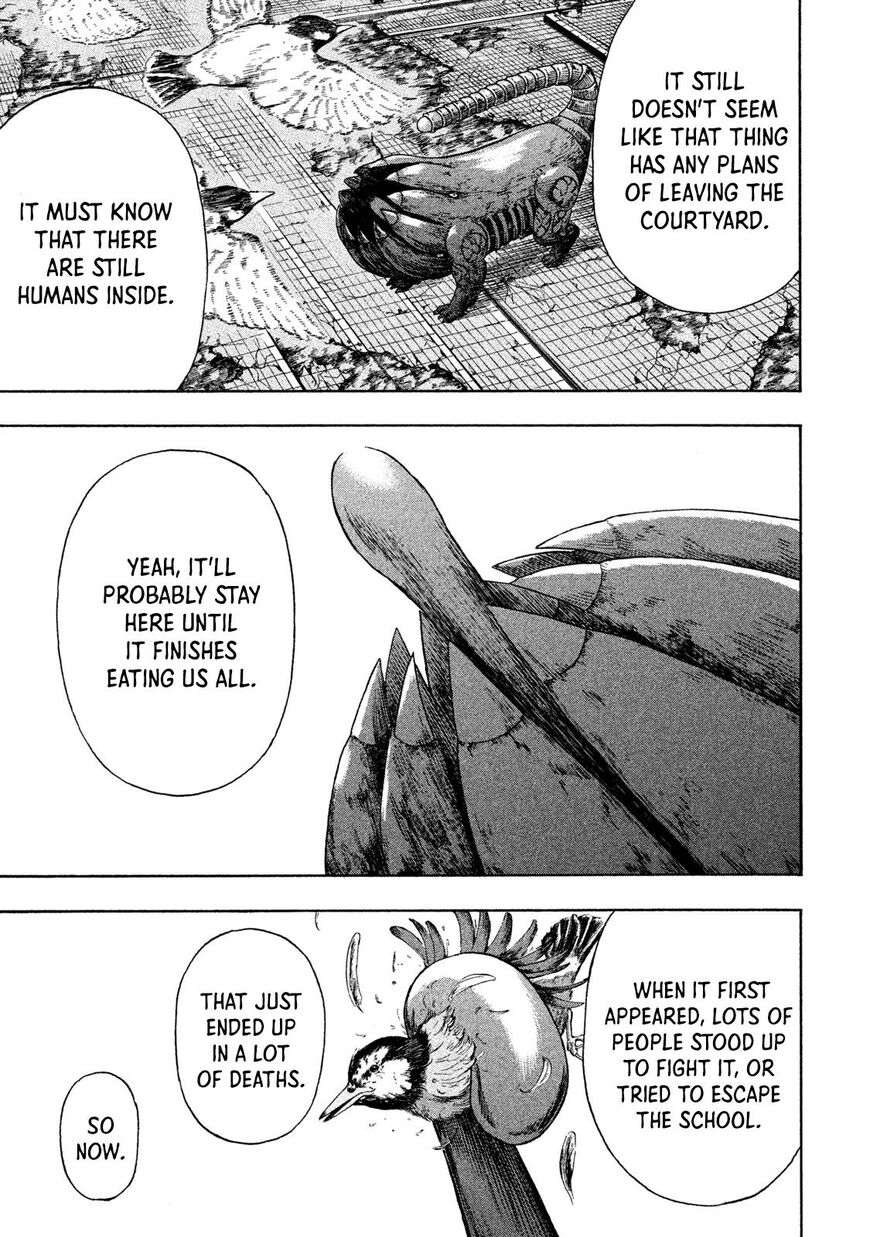 IT STILL
DOESN'T SEEM
LIKE THAT THING
HAS ANY PLANS
OF LEAVING THE
COURTYARD.
IT MUST KNOW
THAT THERE
ARE STILL
HUMANS INSIDE.
YEAH, IT'LL
PROBABLY STAY
HERE UNTIL
IT FINISHES
EATING US ALL.
WHEN IT FIRST
APPEARED, LOTS OF
PEOPLE STOOD UP
TO FIGHT IT, OR
TRIED TO ESCAPE
THE SCHOOL.
THAT JUST
ENDED UP
IN A LOT
OF DEATHS.
SO
NOW.